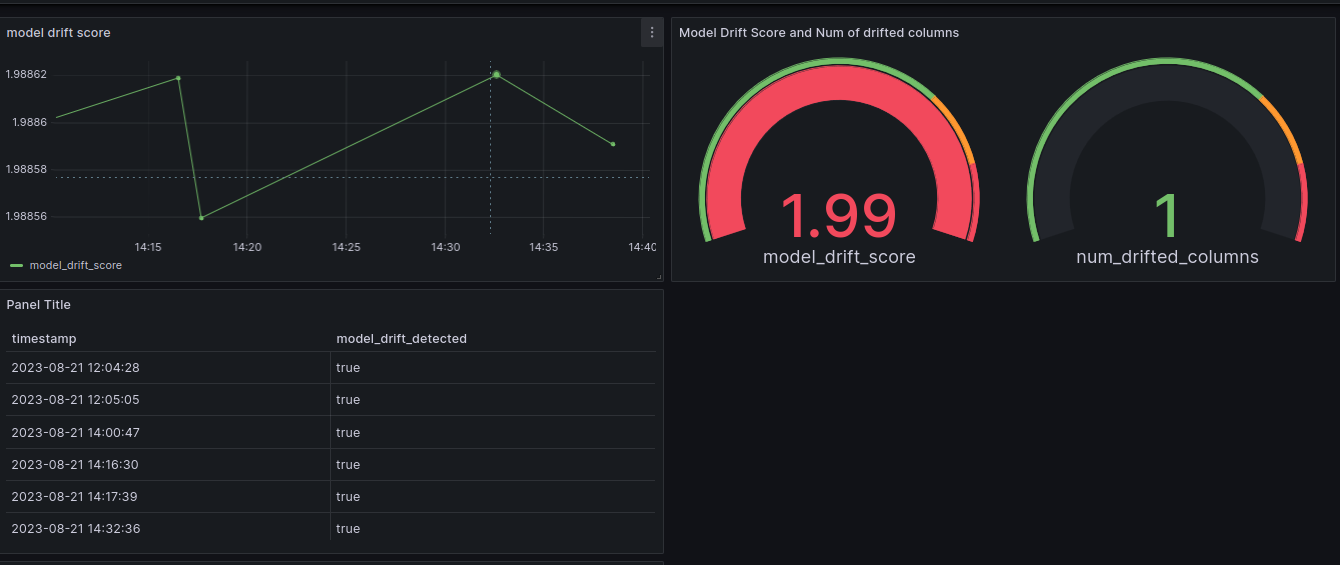 model drift score
1.98862
1.9886
1.98858
1.98856
14:15 14:20 14:25 14:30 14:35 14:40
model_drift_score
Model Drift Score and Num of drifted columns
1.99
model_drift_score
1
num_drifted_columns
Panel Title
timestamp model_drift_detected
2023-08-21 12:04:28 true
2023-08-21 12:05:05 true
2023-08-21 14:00:47 true
2023-08-21 14:16:30 true
2023-08-21 14:17:39 true
2023-08-21 14:32:36 true